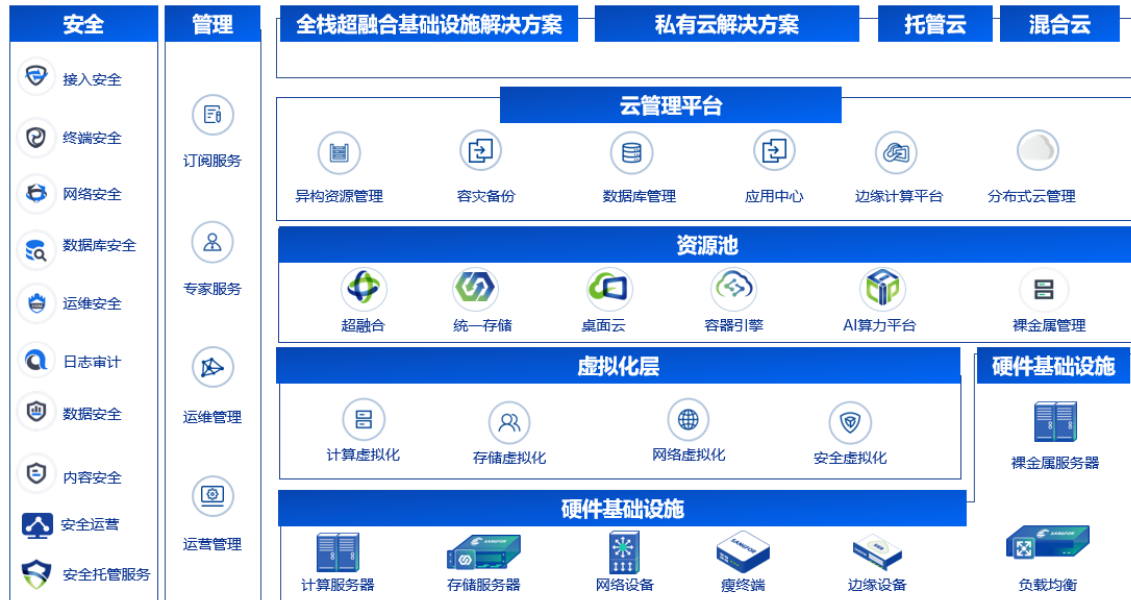 安全
接入安全
终端安全
网络安全
数据库安全
运维安全
日志审计
数据安全
内容安全
安全运营
安全托管服务
管理
订阅服务
专家服务
运维管理
运营管理
全栈超融合基础设施解决方案
私有云解决方案
托管云
混合云
云管理平台
异构资源管理
容灾备份
数据库管理
应用中心
边缘计算平台
分布式云管理
资源池
超融合
统一存储
桌面云
容器引擎
AI算力平台
裸金属管理
虚拟化层
计算虚拟化
存储虚拟化
网络虚拟化
安全虚拟化
硬件基础设施
裸金属服务器
硬件基础设施
计算服务器
存储服务器
网络设备
瘦终端
边缘设备
负载均衡
SANGFOR
SANGFOR
SANGFOR